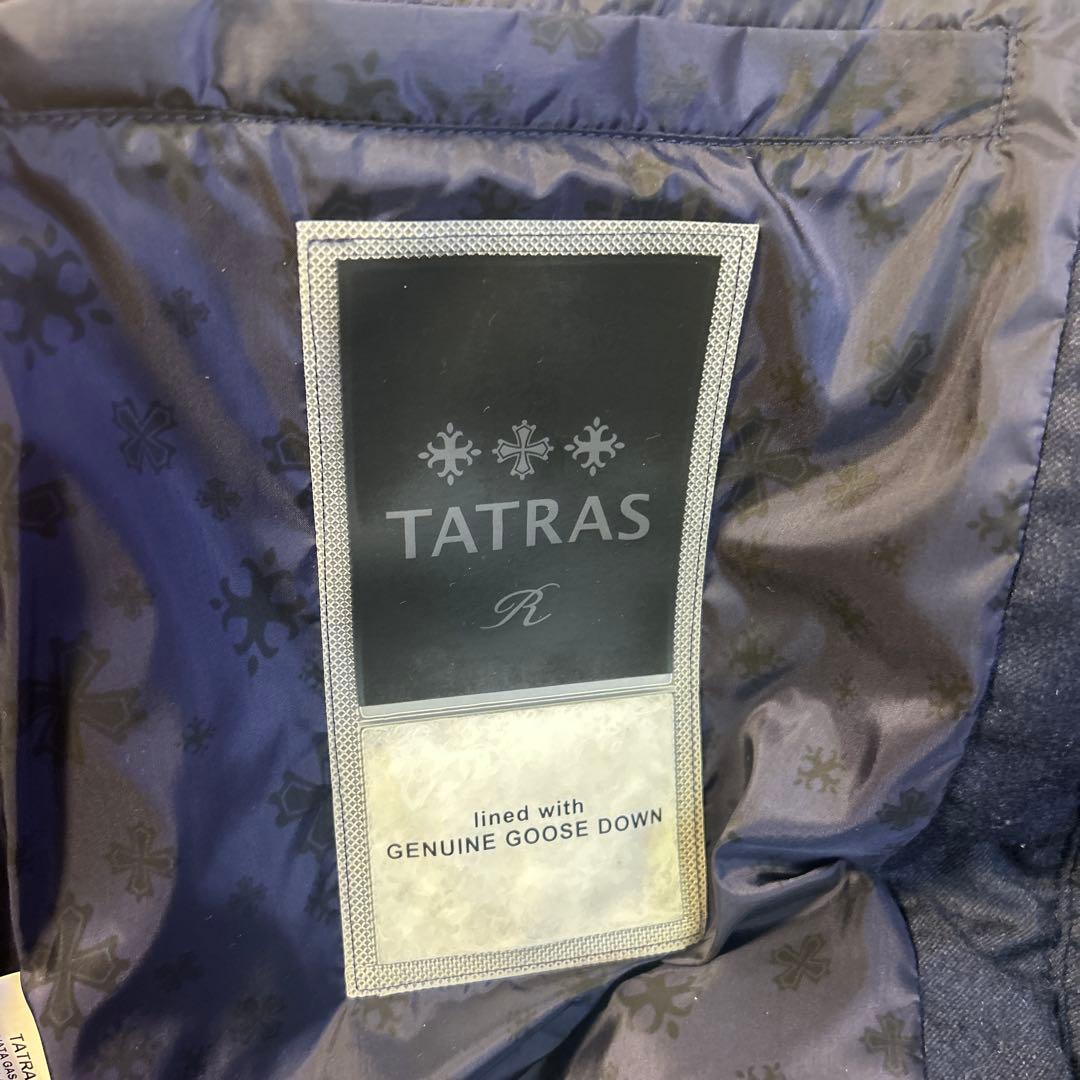 TATRAS
R
lined with
GENUINE GOOSE DOWN
TATRA